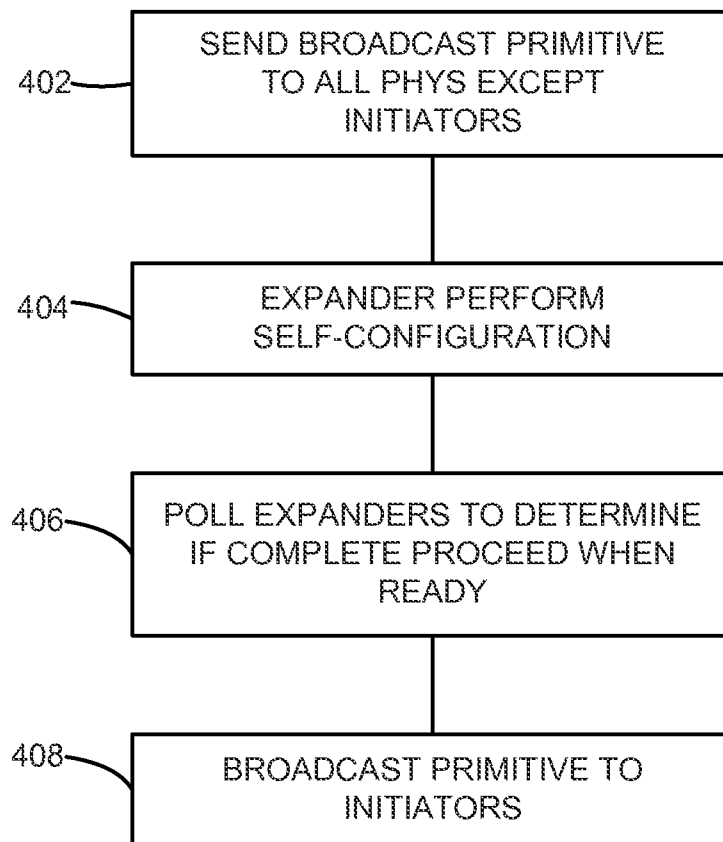 402
SEND BROADCAST PRIMITIVE
TO ALL PHYS EXCEPT
INITIATORS
404
EXPANDER PERFORM
SELF-CONFIGURATION
406
POLL EXPANDERS TO DETERMINE
IF COMPLETE PROCEED WHEN
READY
408
BROADCAST PRIMITIVE TO
INITIATORS